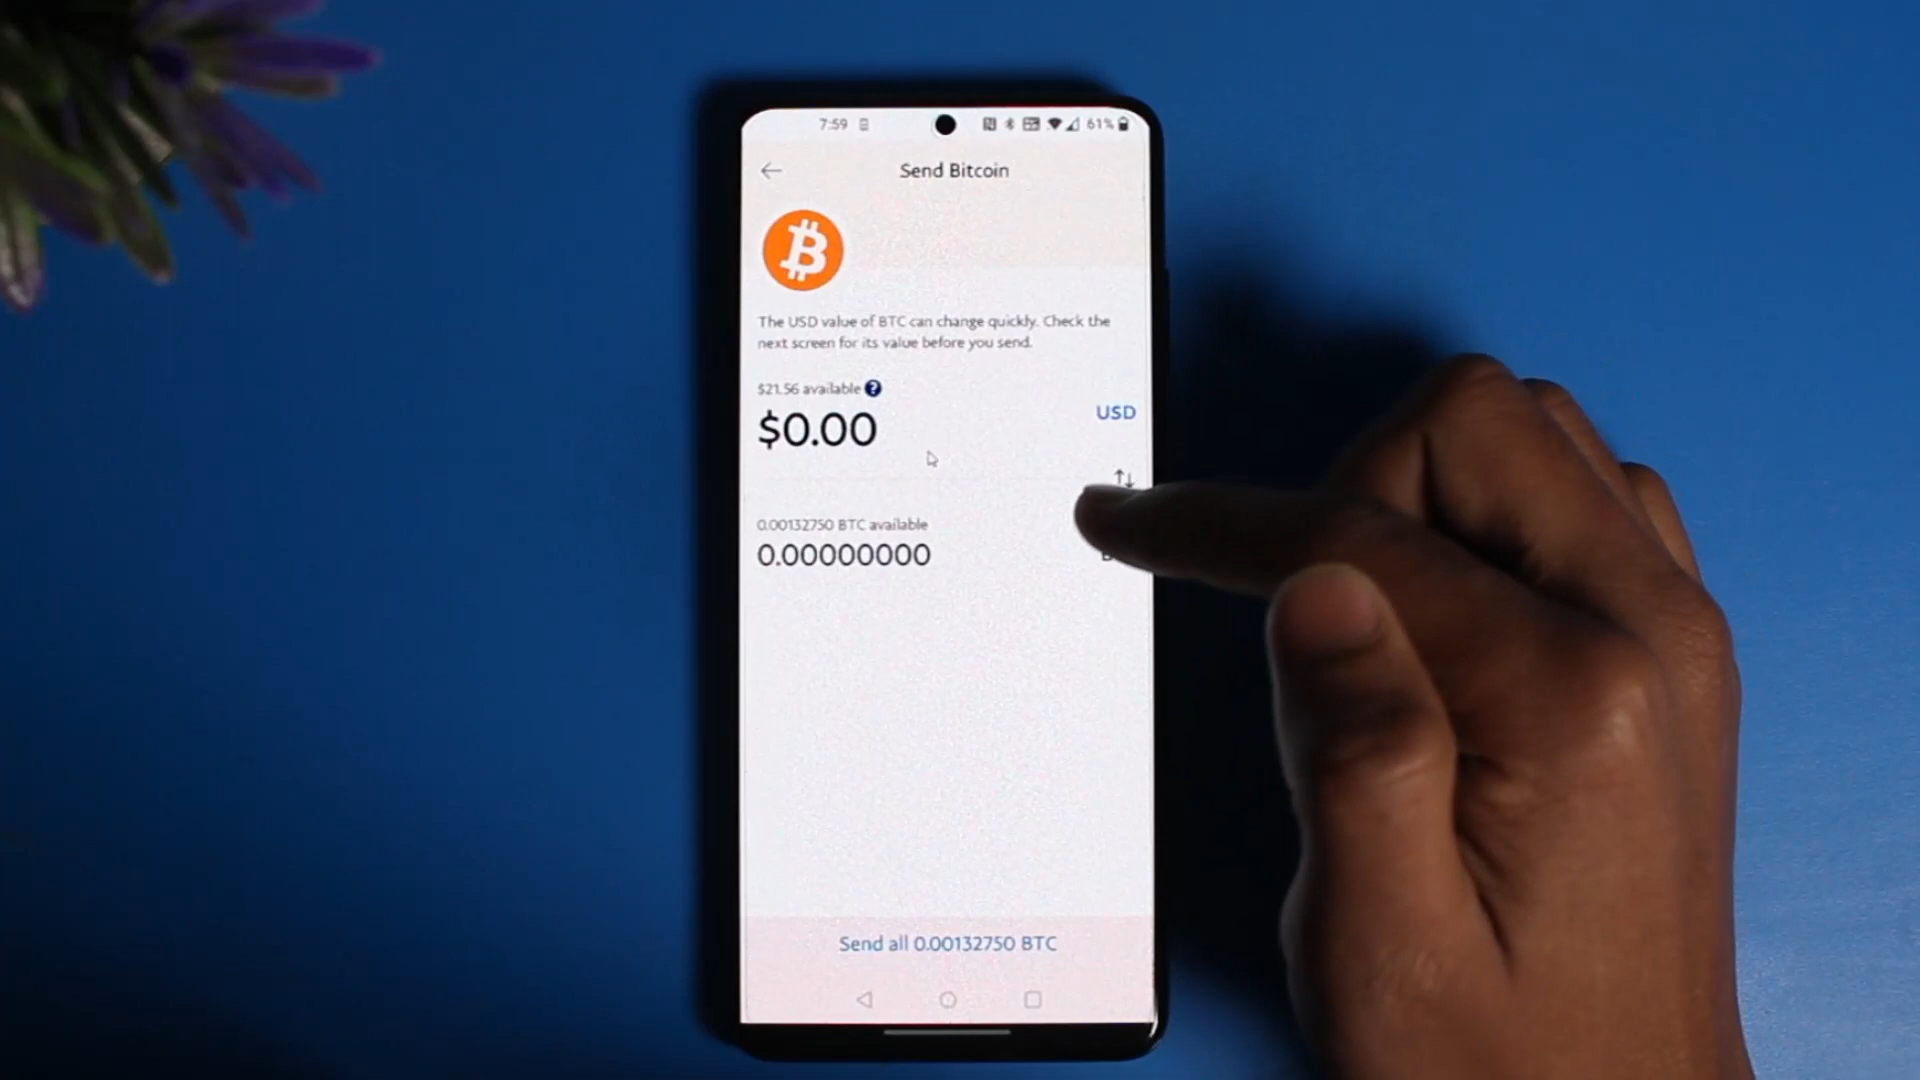 7:59
61%
Send Bitcoin
The USD value of BTC can change quickly. Check the
next screen for its value before you send.
$21.56 available ?
$0.00
USD
0.00132750 BTC available
0.00000000
Send all 0.00132750 BTC